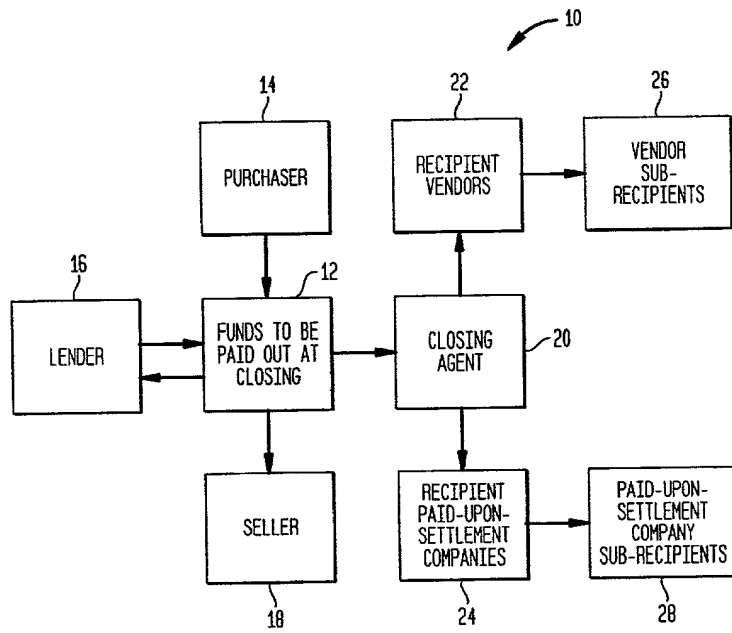 10
14
22
26
PURCHASER
RECIPIENT
VENDORS
VENDOR
SUB-
RECIPIENTS
16
12
LENDER
FUNDS TO BE
PAID OUT AT
CLOSING
CLOSING
AGENT
20
SELLER
RECIPIENT
PAID-UPON-
SETTLEMENT
COMPANIES
PAID-UPON-
SETTLEMENT
COMPANY
SUB-RECIPIENTS
18
24
28